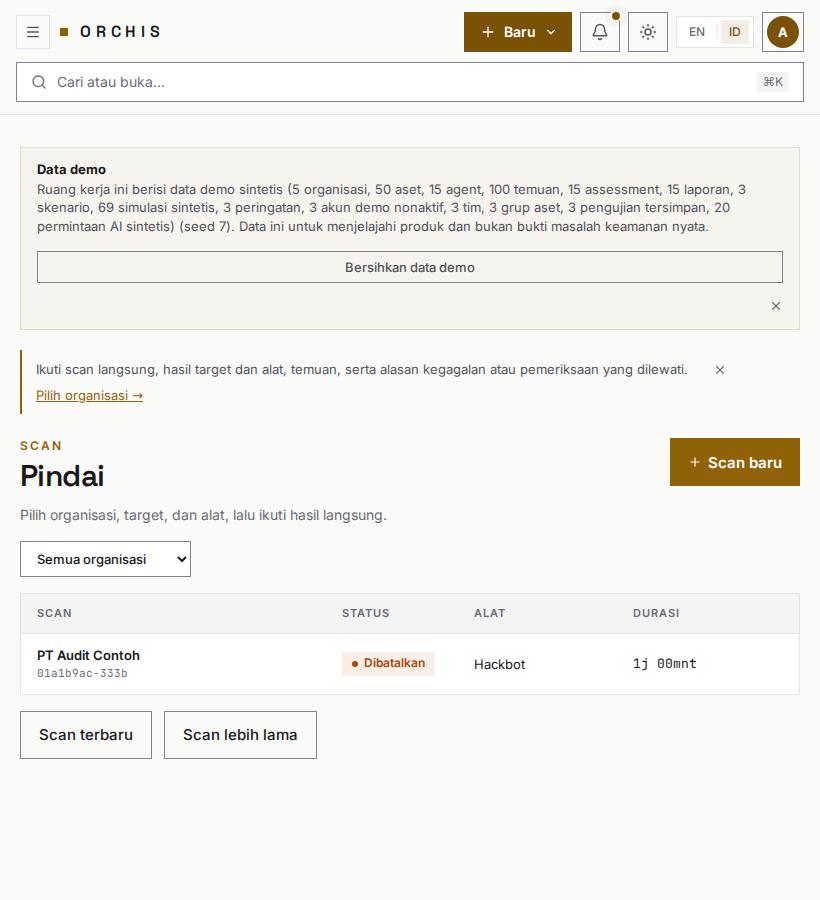 ORCHIS
Baru
EN
ID
A
Cari atau buka...
⌘K
Data demo
Ruang kerja ini berisi data demo sintetis (5 organisasi, 50 aset, 15 agent, 100 temuan, 15 assessment, 15 laporan, 3
skenario, 69 simulasi sintetis, 3 peringatan, 3 akun demo nonaktif, 3 tim, 3 grup aset, 3 pengujian tersimpan, 20
permintaan AI sintetis) (seed 7). Data ini untuk menjelajahi produk dan bukan bukti masalah keamanan nyata.
Bersihkan data demo
Ikuti scan langsung, hasil target dan alat, temuan, serta alasan kegagalan atau pemeriksaan yang dilewati.
Pilih organisasi →
SCAN
Pindai
+ Scan baru
Pilih organisasi, target, dan alat, lalu ikuti hasil langsung.
Semua organisasi
SCAN STATUS ALAT DURASI
PT Audit Contoh
01a1b9ac-333b
Dibatalkan
Hackbot
1j 00mnt
Scan terbaru
Scan lebih lama